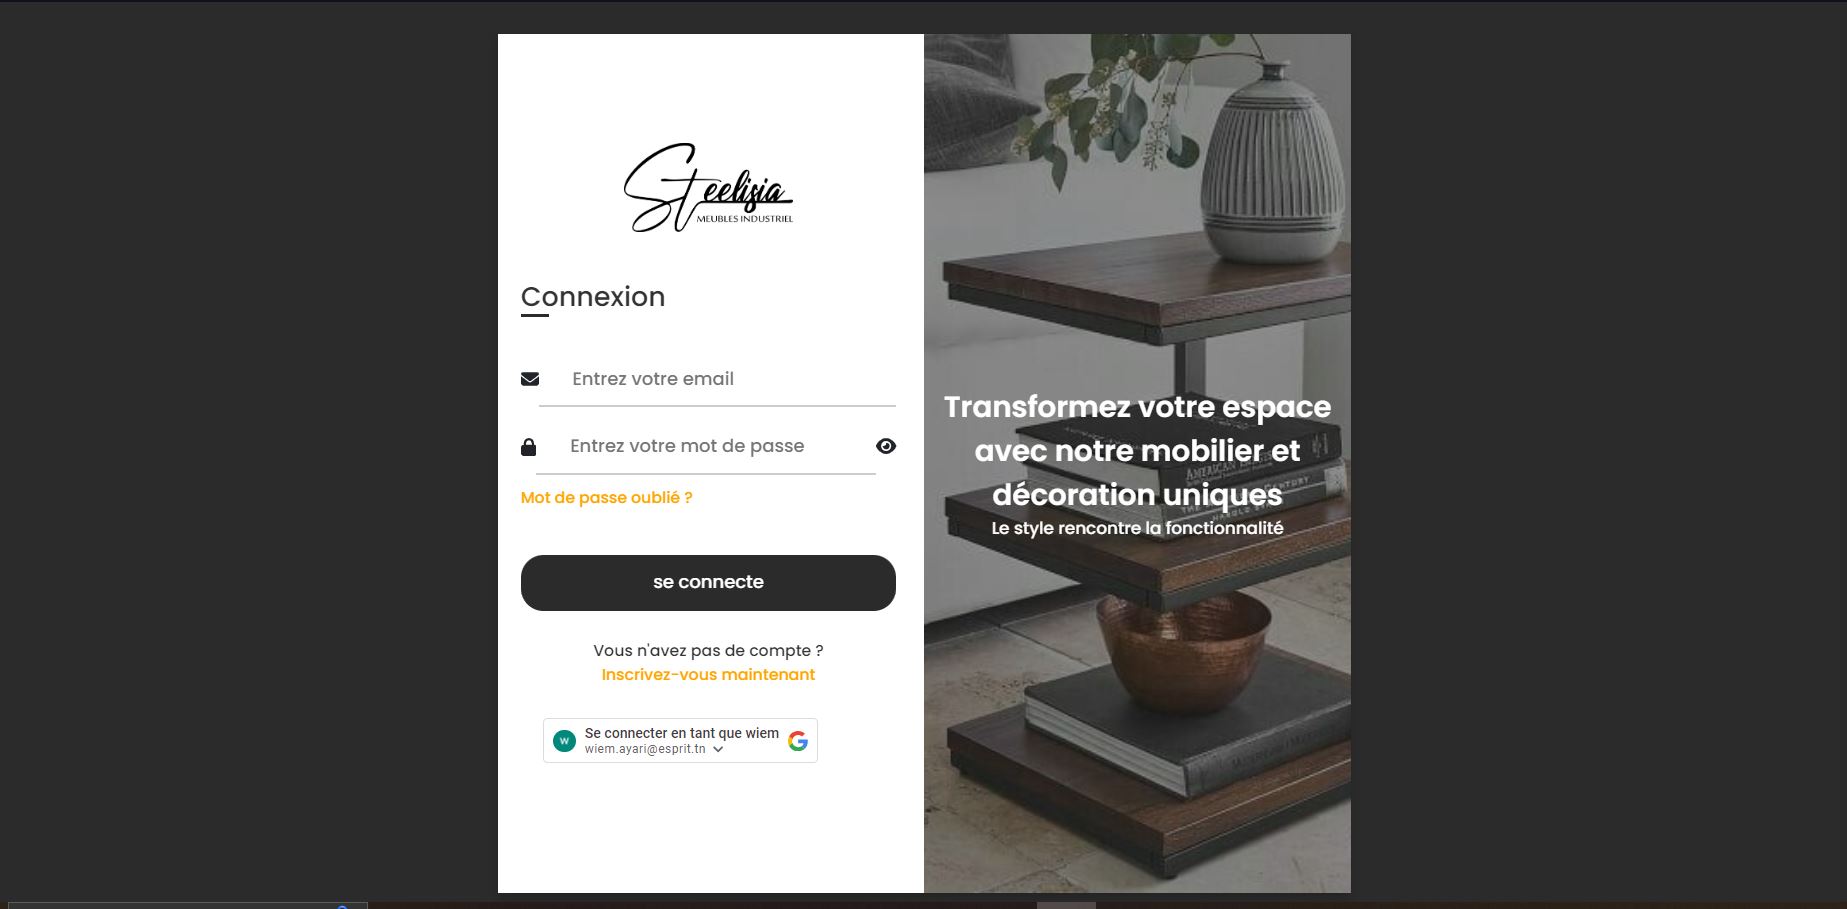 Steelisia
MEUBLES INDUSTRIEL
Connexion
Entrez votre email
Entrez votre mot de passe
Mot de passe oublié ?
se connecte
Vous n'avez pas de compte ?
Inscrivez-vous maintenant
W
Se connecter en tant que wiem
wiem.ayari@esprit.tn
Transformez votre espace
avec notre mobilier et
décoration uniques
Le style rencontre la fonctionnalité
AMERICAN
CENTURY